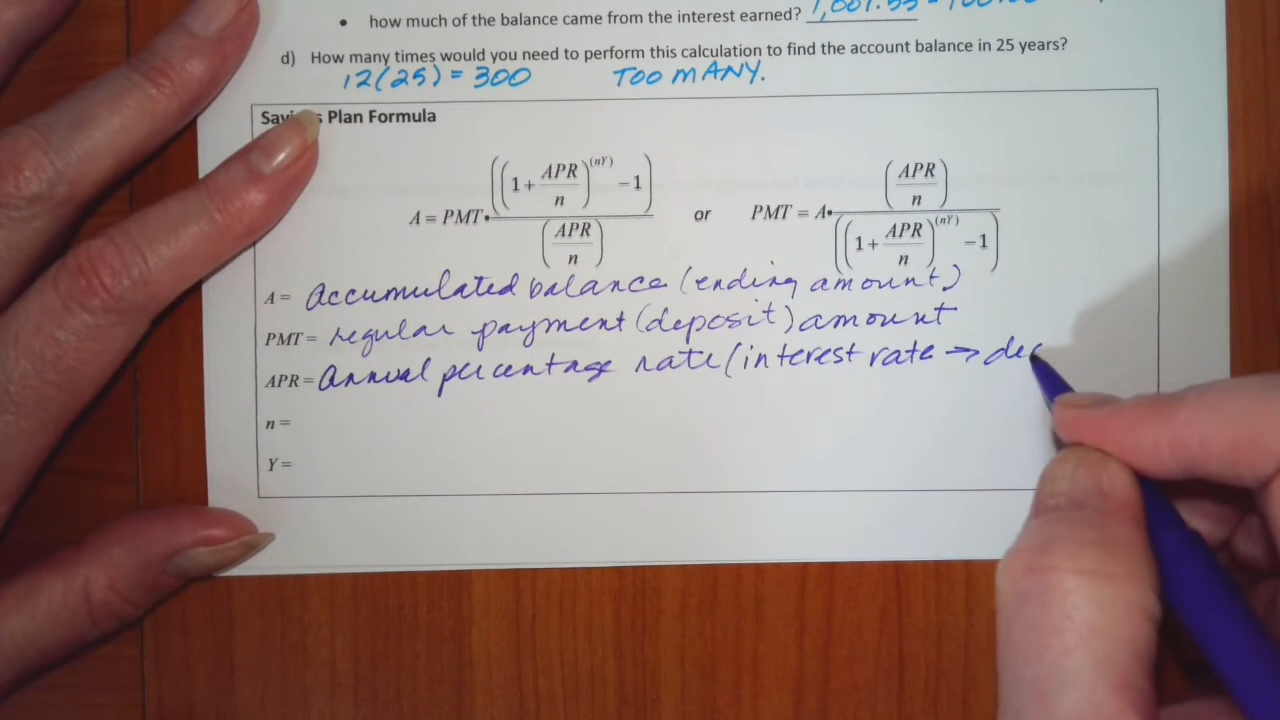 • how much of the balance came from the interest earned?
d) How many times would you need to perform this calculation to find the account balance in 25 years?
12(25) = 300 TOO MANY.
Plan Formula
A = PMT • (((1 + APR/n)^(nY) − 1) / (APR/n)) or PMT = A • ((APR/n) / ((1 + APR/n)^(nY) − 1))
A = Accumulated balance (ending amount)
PMT = regular payment (deposit) amount
APR = Annual percentage rate (interest rate → dec
n =
Y =